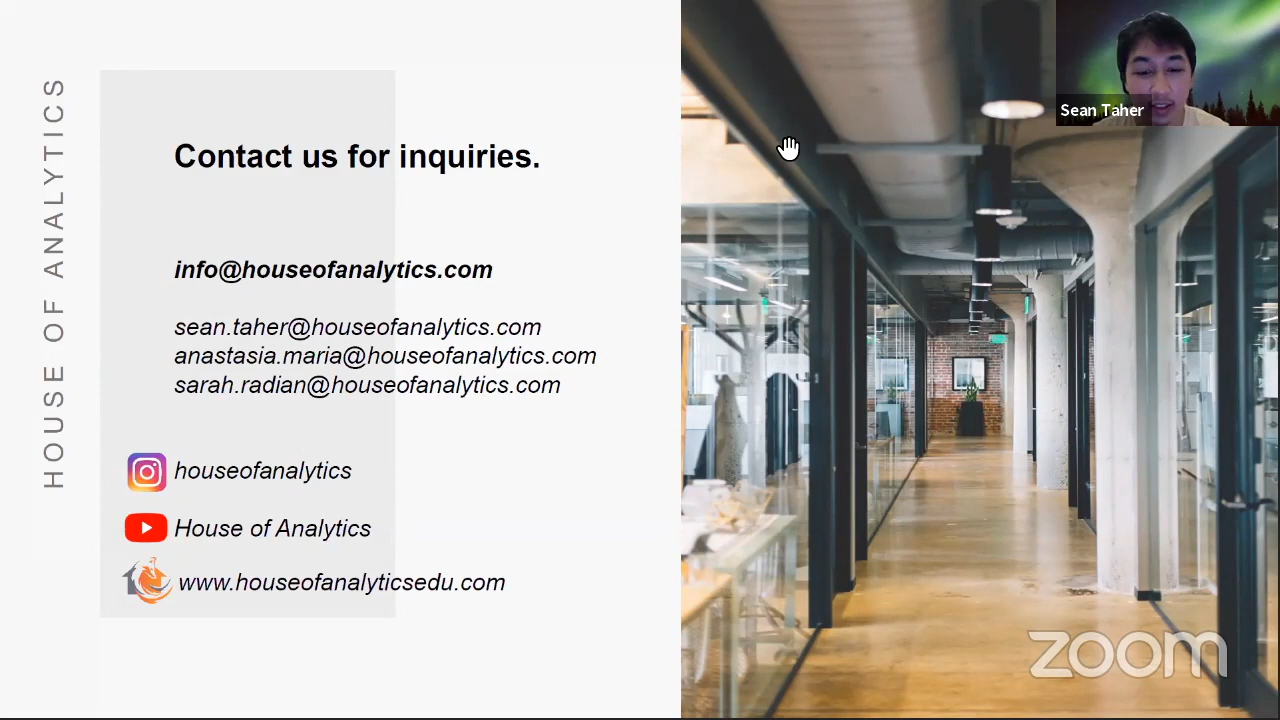 HOUSE OF ANALYTICS
Contact us for inquiries.
info@houseofanalytics.com
sean.taher@houseofanalytics.com
anastasia.maria@houseofanalytics.com
sarah.radian@houseofanalytics.com
houseofanalytics
House of Analytics
www.houseofanalyticsedu.com
Sean Taher
zoom